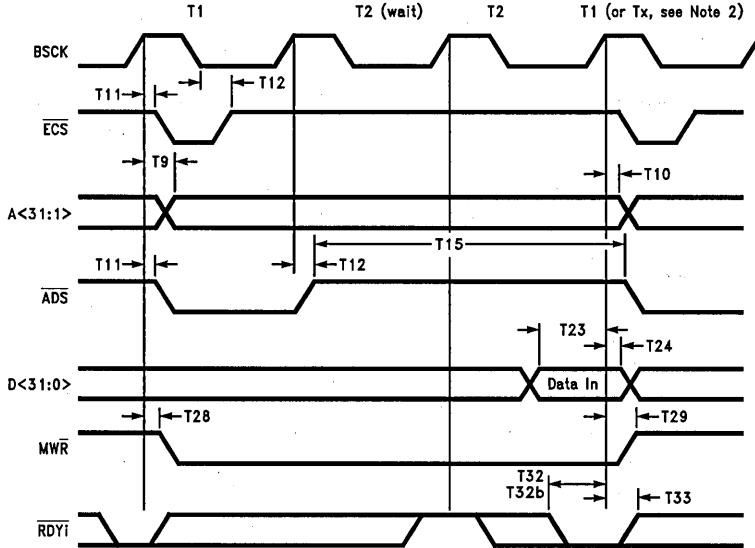 T1 T2 (wait) T2 T1 (or Tx, see Note 2)
BSCK
T11 T12
ECS
T9 T10
A<31:1>
T15
T11 T12
ADS
T23
T24
D<31:0> Data In
T28 T29
MWR
T32
T32b T33
RDYi